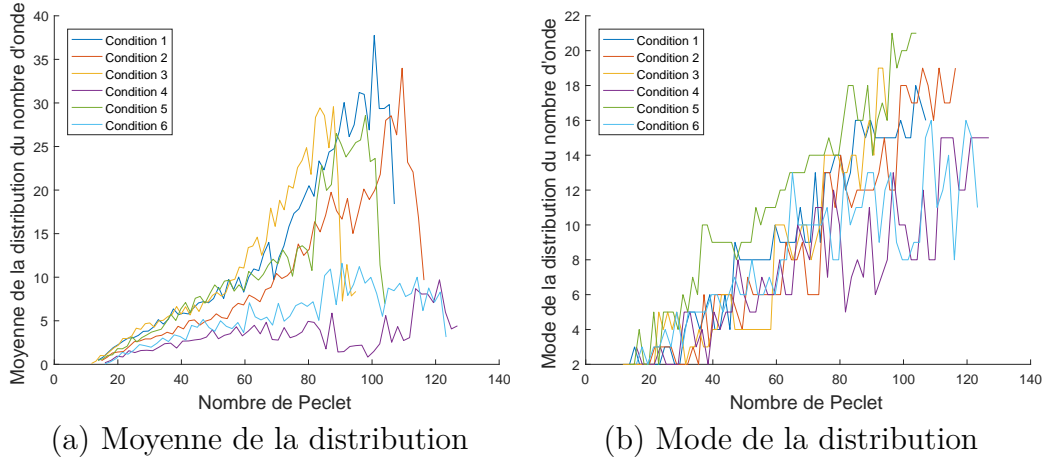 Moyenne de la distribution du nombre d'onde
40
35
30
25
20
15
10
5
0
Condition 1
Condition 2
Condition 3
Condition 4
Condition 5
Condition 6
0 20 40 60 80 100 120 140
Nombre de Peclet
(a) Moyenne de la distribution
Mode de la distribution du nombre d'onde
22
20
18
16
14
12
10
8
6
4
2
Condition 1
Condition 2
Condition 3
Condition 4
Condition 5
Condition 6
0 20 40 60 80 100 120 140
Nombre de Peclet
(b) Mode de la distribution